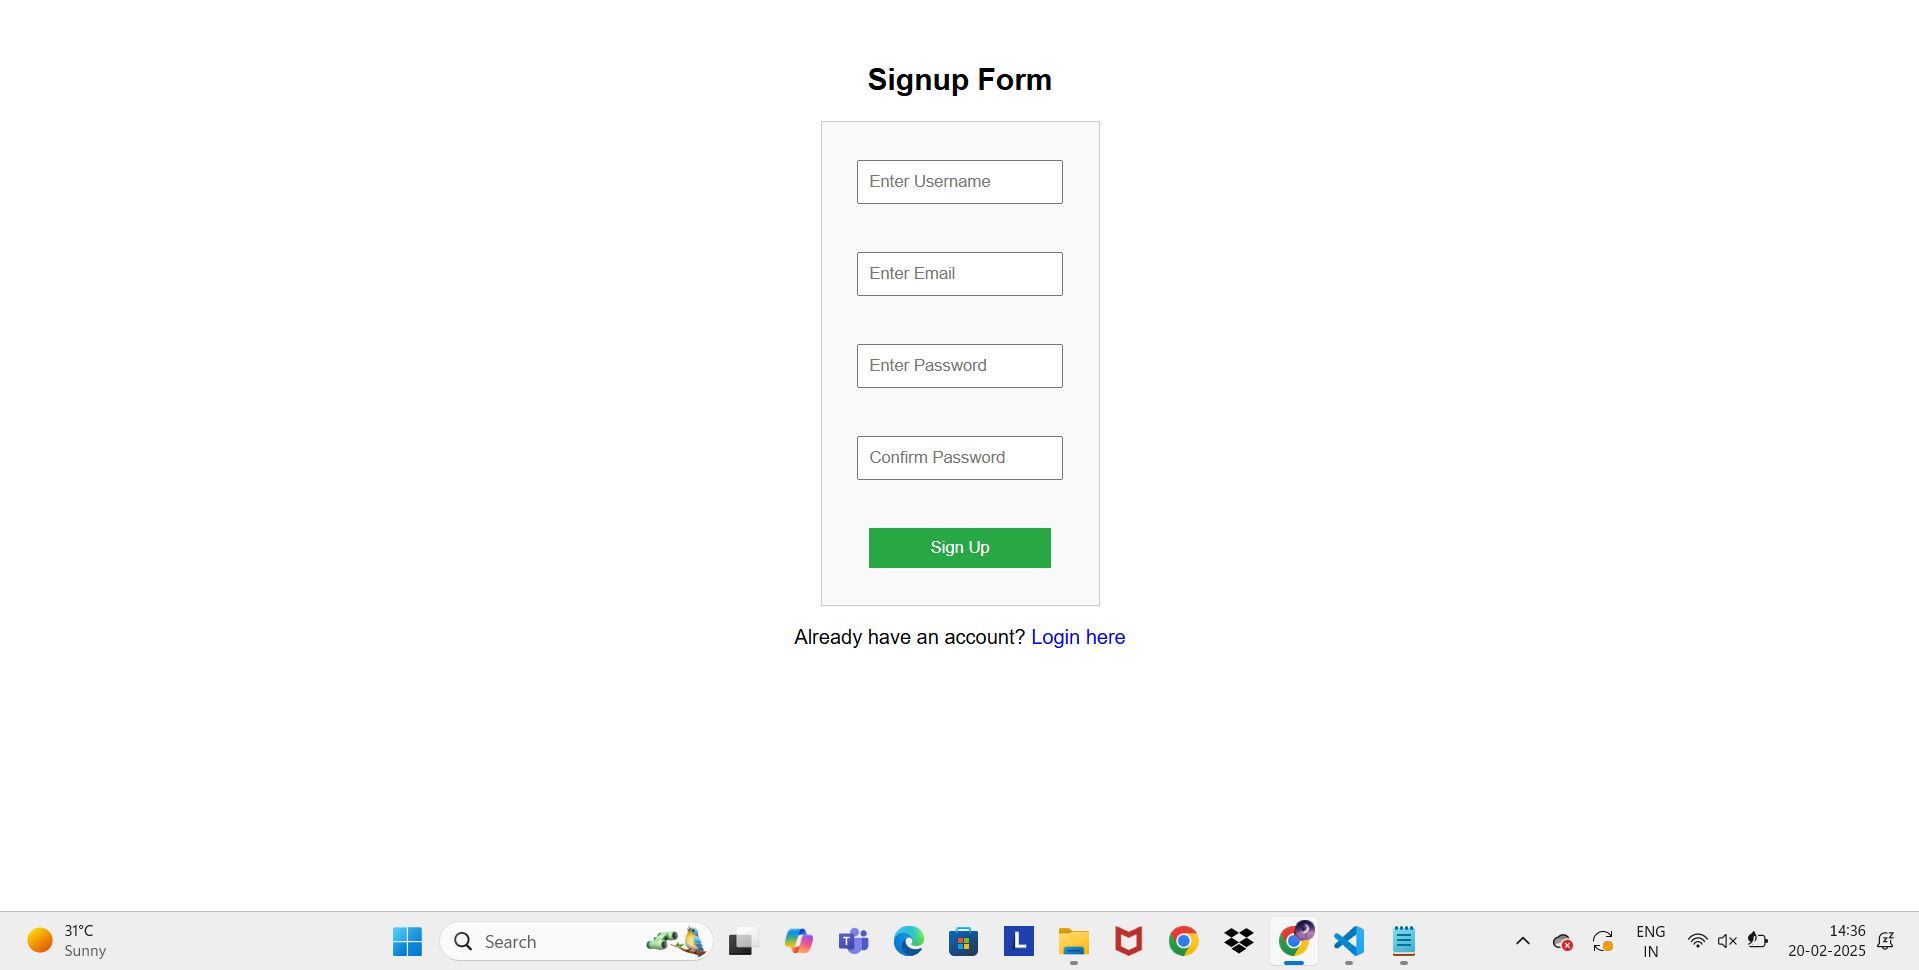 Signup Form
Enter Username
Enter Email
Enter Password
Confirm Password
Sign Up
Already have an account? Login here
31°C
Sunny
Search
T
L
ENG
IN
14:36
20-02-2025